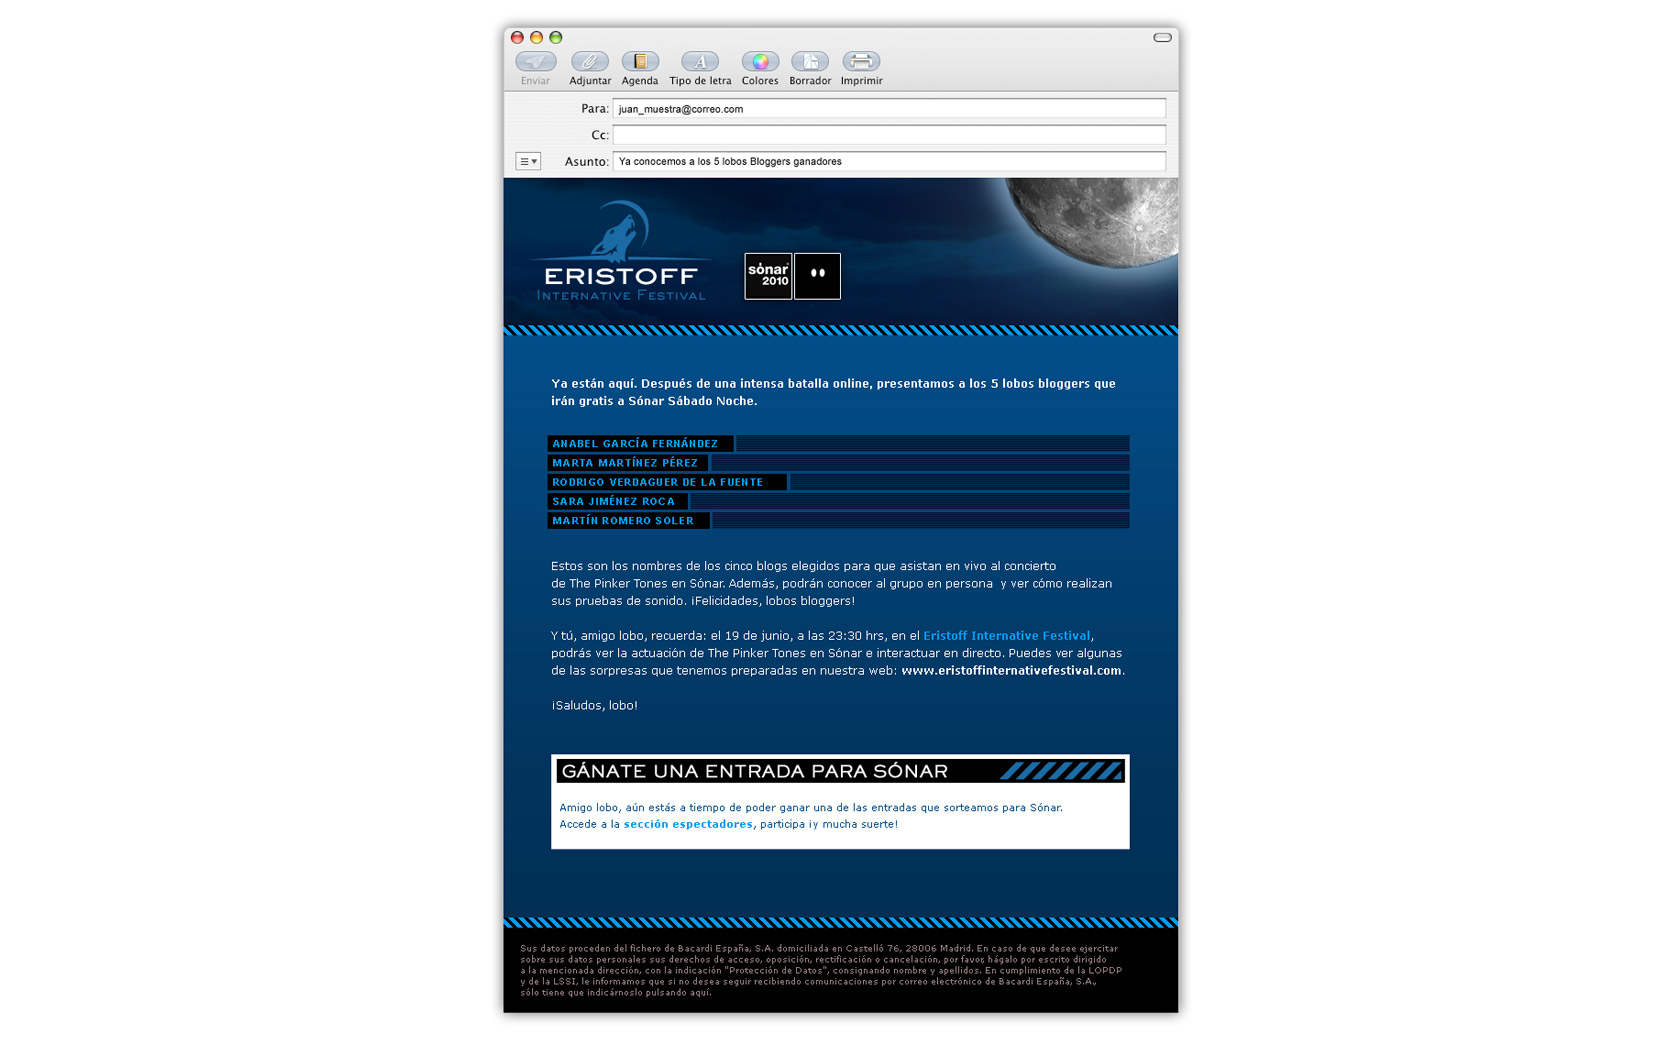 Enviar
Adjuntar
Agenda
Tipo de letra
Colores
Borrador
Imprimir
Para: juan_muestra@correo.com
Cc:
Asunto: Ya conocemos a los 5 lobos Bloggers ganadores
ERISTOFF
INTERNATIVE FESTIVAL
sónar
2010
Ya están aquí. Después de una intensa batalla online, presentamos a los 5 lobos bloggers que
irán gratis a Sónar Sábado Noche.
ANABEL GARCÍA FERNÁNDEZ
MARTA MARTÍNEZ PÉREZ
RODRIGO VERDAGUER DE LA FUENTE
SARA JIMÉNEZ ROCA
MARTÍN ROMERO SOLER
Estos son los nombres de los cinco blogs elegidos para que asistan en vivo al concierto
de The Pinker Tones en Sónar. Además, podrán conocer al grupo en persona y ver cómo realizan
sus pruebas de sonido. ¡Felicidades, lobos bloggers!
Y tú, amigo lobo, recuerda: el 19 de junio, a las 23:30 hrs, en el Eristoff Internative Festival,
podrás ver la actuación de The Pinker Tones en Sónar e interactuar en directo. Puedes ver algunas
de las sorpresas que tenemos preparadas en nuestra web: www.eristoffinternativefestival.com.
¡Saludos, lobo!
GÁNATE UNA ENTRADA PARA SÓNAR
Amigo lobo, aún estás a tiempo de poder ganar una de las entradas que sorteamos para Sónar.
Accede a la sección espectadores, participa ¡y mucha suerte!
Sus datos proceden del fichero de Bacardi España, S.A. domiciliada en Castelló 76, 28006 Madrid. En caso de que desee ejercitar
sobre sus datos personales sus derechos de acceso, oposición, rectificación o cancelación, por favor, hágalo por escrito dirigido
a la mencionada dirección, con la indicación "Protección de Datos", consignando nombre y apellidos. En cumplimiento de la LOPDP
y de la LSSI, le informamos que si no desea seguir recibiendo comunicaciones por correo electrónico de Bacardi España, S.A.,
sólo tiene que indicárnoslo pulsando aquí.